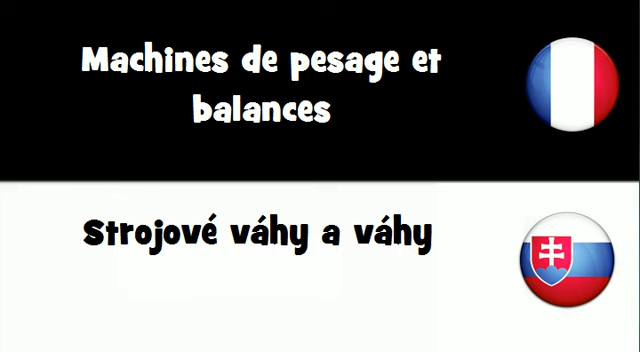 Machines de pesage et
balances
Strojové váhy a váhy